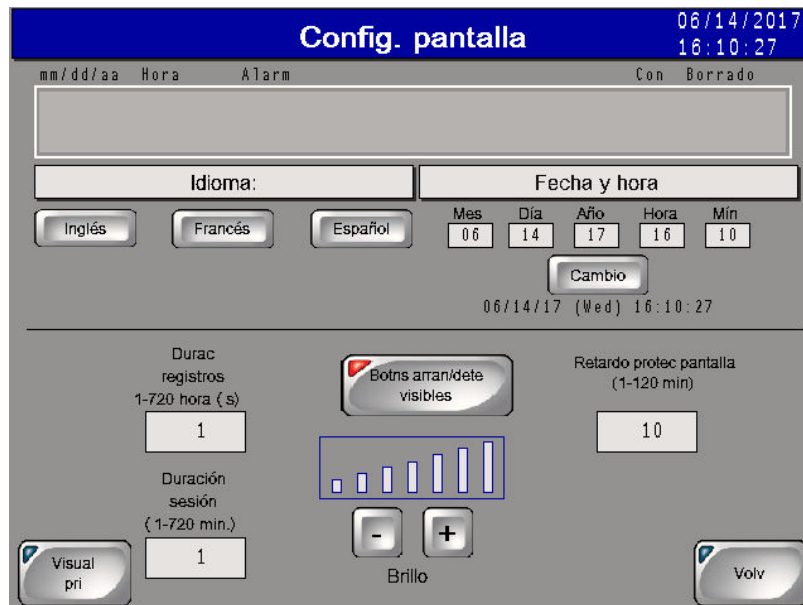 Config. pantalla
06/14/2017
16:10:27
mm/dd/aa Hora Alarm Con Borrado
Idioma:
Fecha y hora
Inglés Francés Español
Mes Día Año Hora Mín
06 14 17 16 10
Cambio
06/14/17 (Wed) 16:10:27
Durac
registros
1-720 hora (s)
1
Botns arran/dete
visibles
Retardo protec pantalla
(1-120 min)
10
Duración
sesión
(1-720 min.)
1
- +
Brillo
Visual
pri
Volv